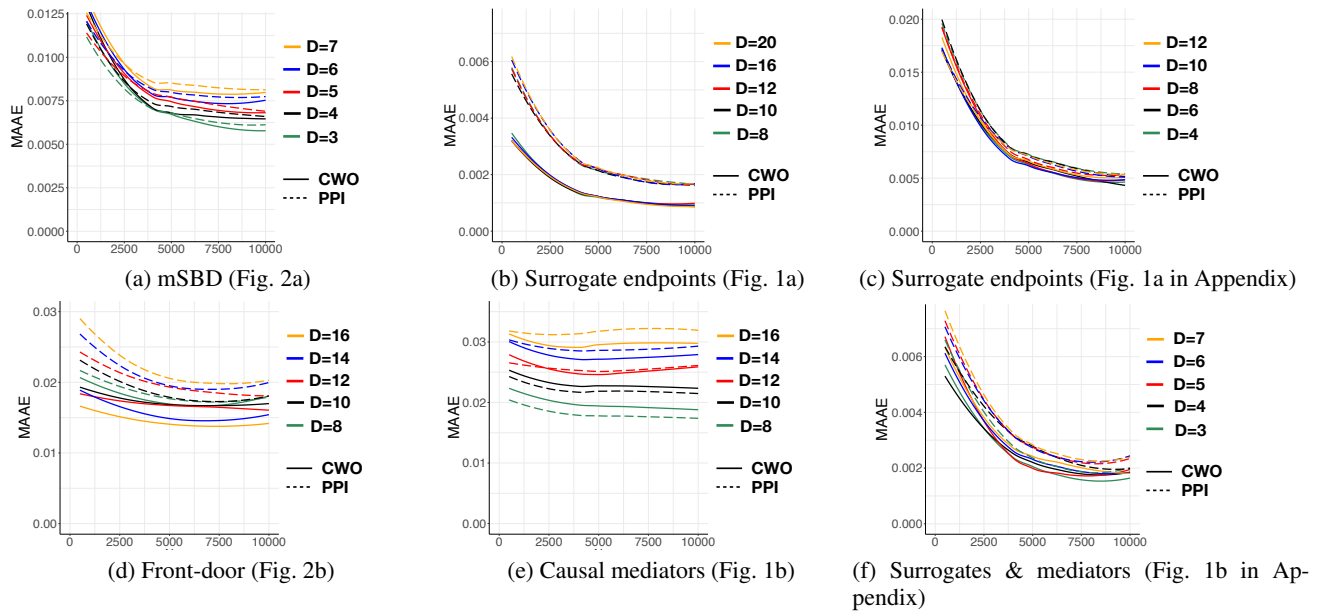 0.0125
0.0100
0.0075
0.0050
0.0025
0.0000
MAAE
0 2500 5000 7500 10000
D=7
D=6
D=5
D=4
D=3
CWO
PPI
(a) mSBD (Fig. 2a)
0.006
0.004
0.002
0.000
MAAE
0 2500 5000 7500 10000
D=20
D=16
D=12
D=10
D=8
CWO
PPI
(b) Surrogate endpoints (Fig. 1a)
0.020
0.015
0.010
0.005
0.000
MAAE
0 2500 5000 7500 10000
D=12
D=10
D=8
D=6
D=4
CWO
PPI
(c) Surrogate endpoints (Fig. 1a in Appendix)
0.03
0.02
0.01
0.00
MAAE
0 2500 5000 7500 10000
D=16
D=14
D=12
D=10
D=8
CWO
PPI
(d) Front-door (Fig. 2b)
0.03
0.02
0.01
0.00
MAAE
0 2500 5000 7500 10000
D=16
D=14
D=12
D=10
D=8
CWO
PPI
(e) Causal mediators (Fig. 1b)
0.006
0.004
0.002
0.000
MAAE
0 2500 5000 7500 10000
D=7
D=6
D=5
D=4
D=3
CWO
PPI
(f) Surrogates & mediators (Fig. 1b in Ap-
pendix)